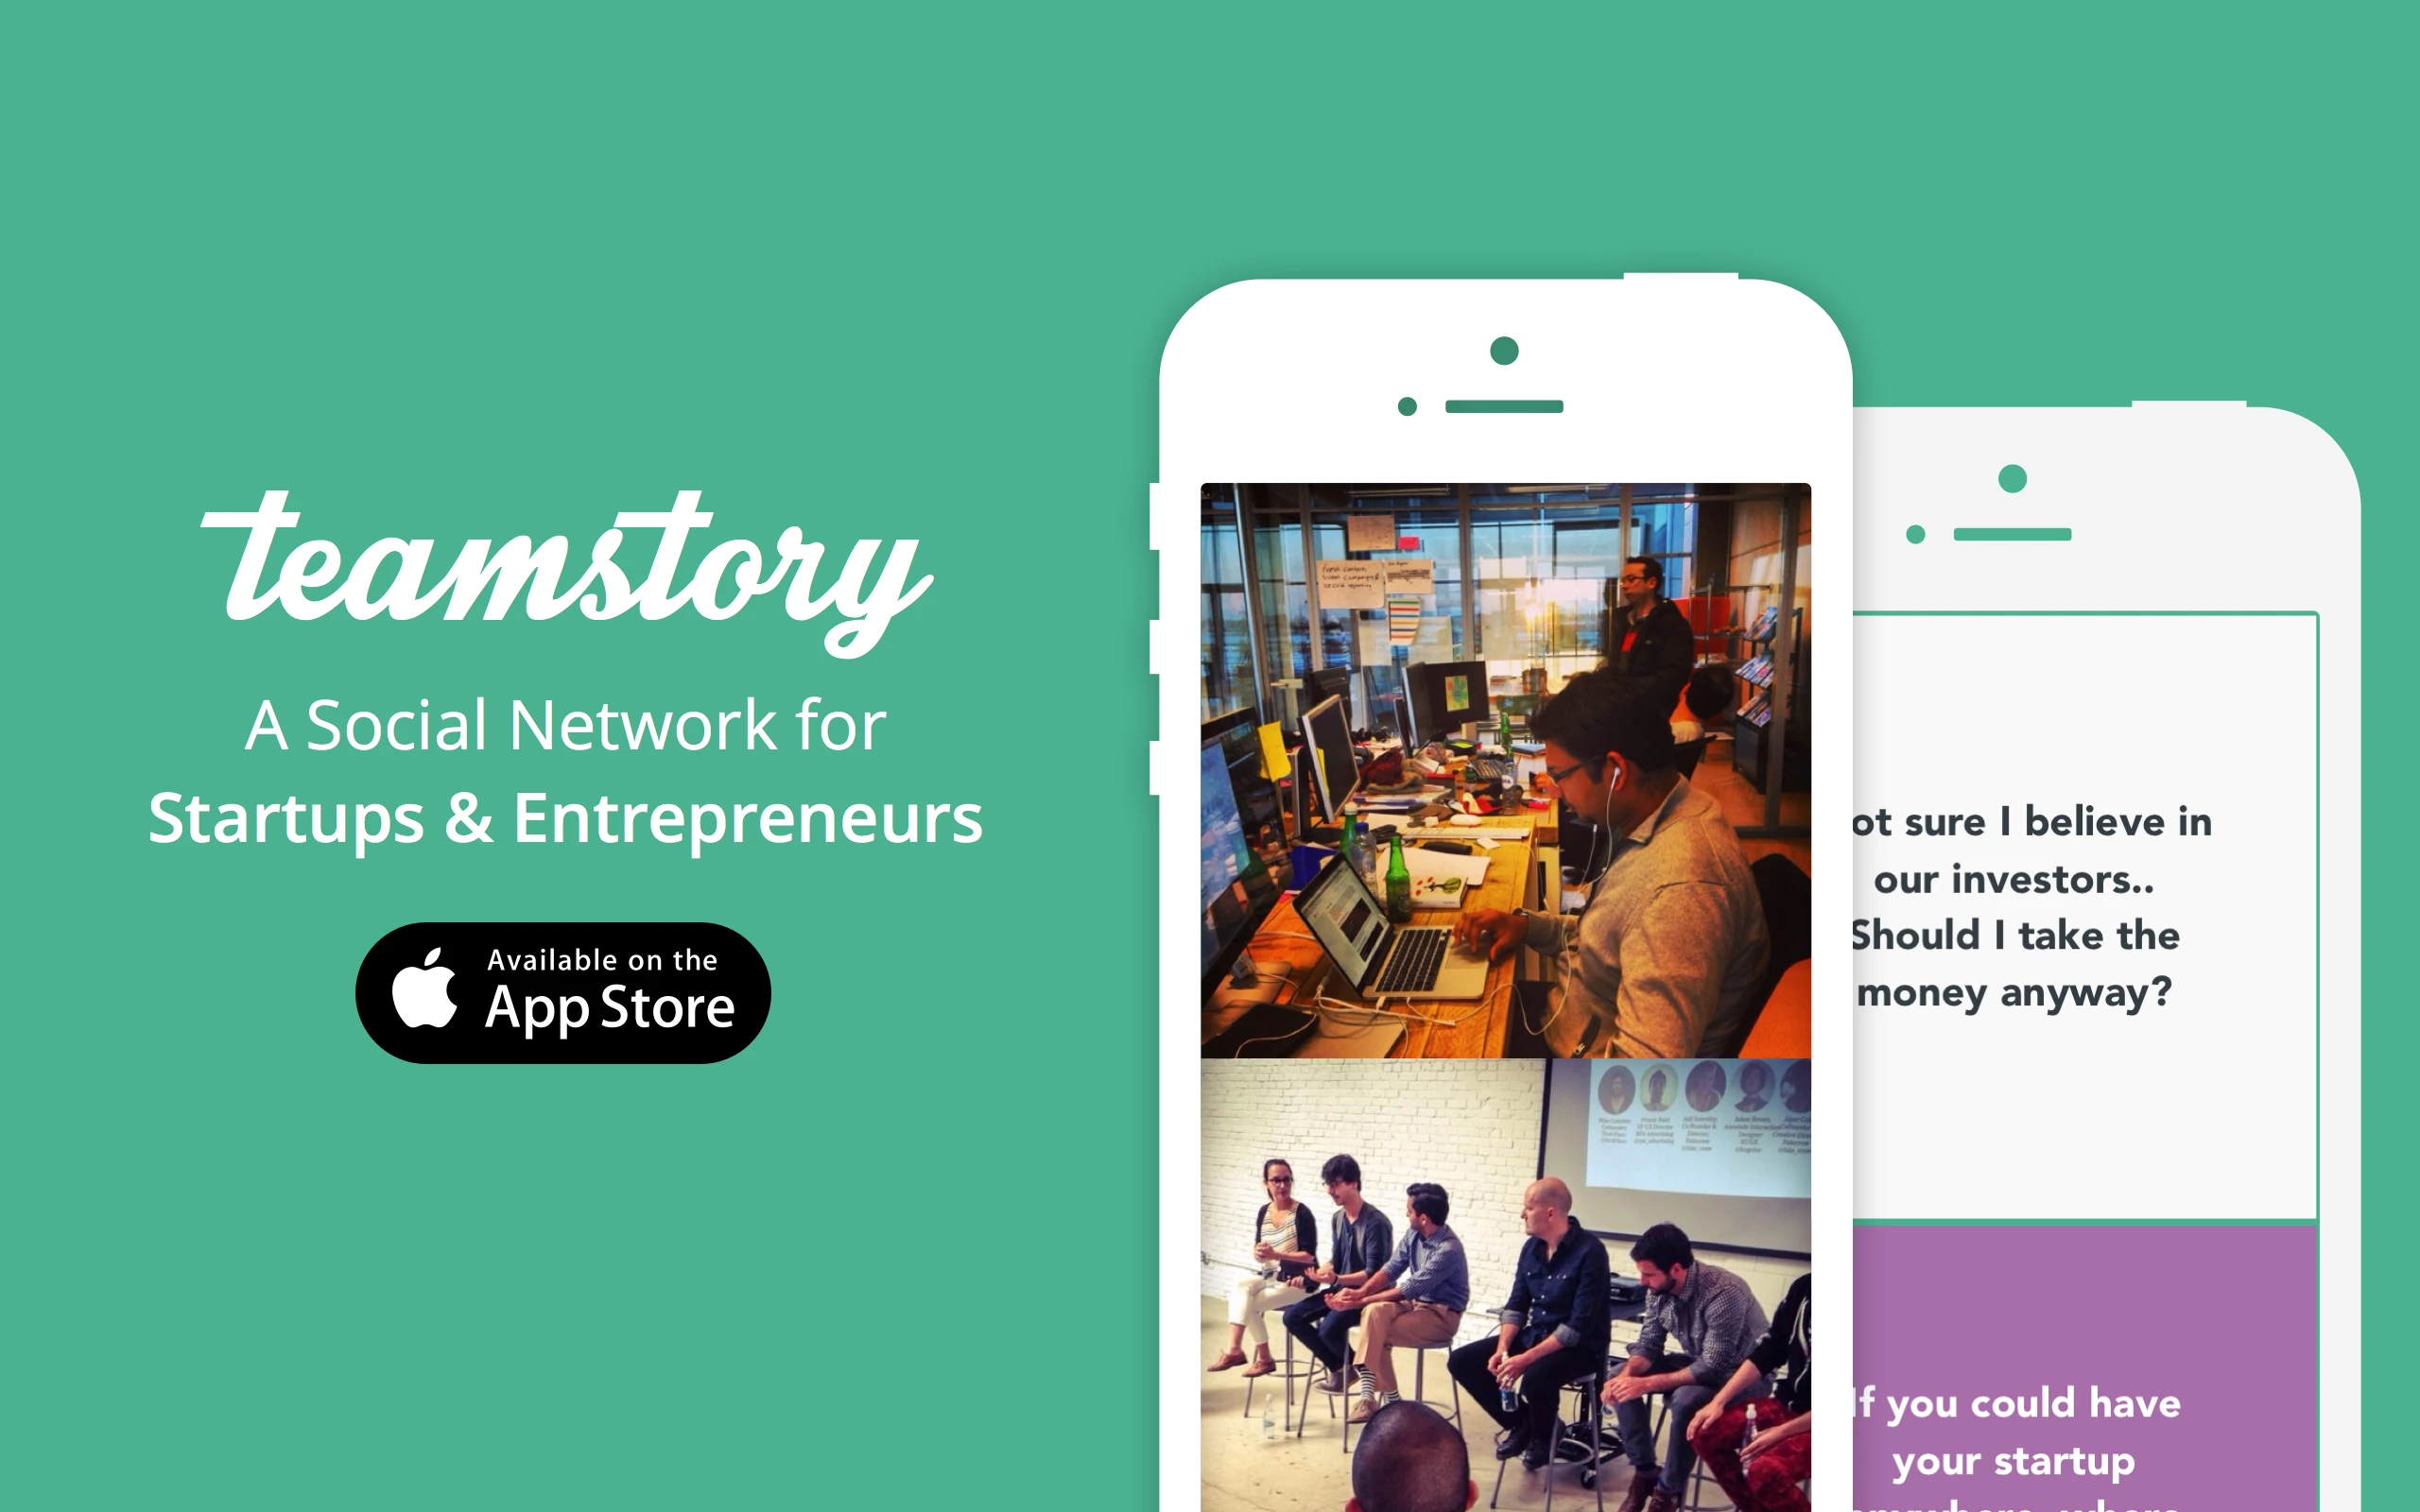 teamstory
A Social Network for
Startups & Entrepreneurs
Available on the
App Store
ot sure I believe in
our investors..
Should I take the
money anyway?
If you could have
your startup